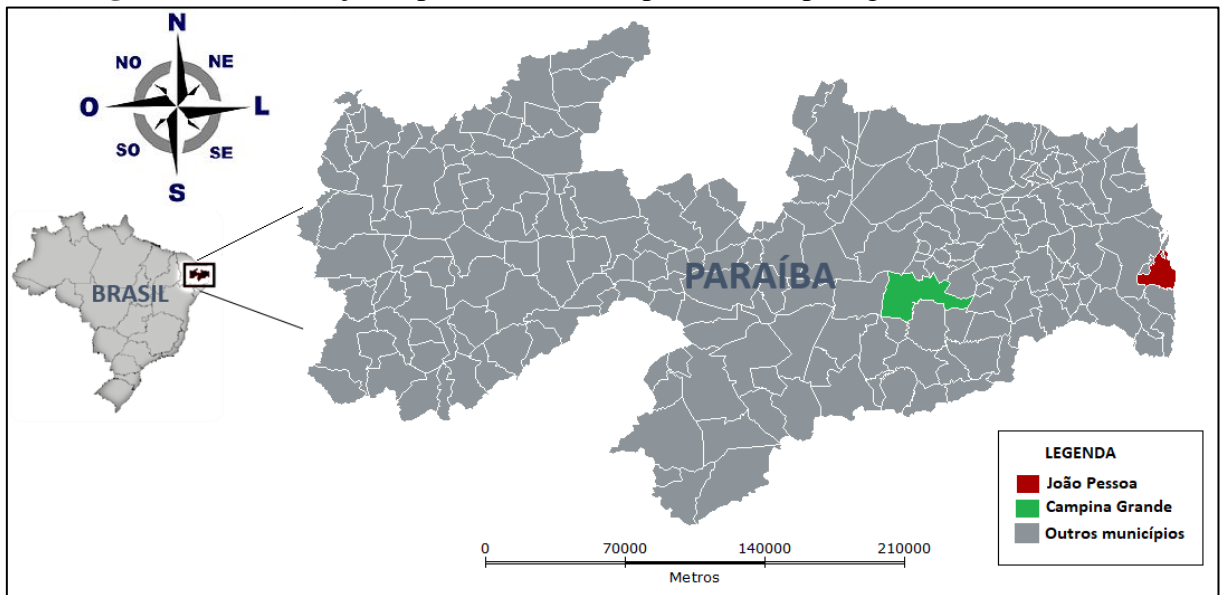 N
NO NE
O L
SO SE
S
BRASIL
PARAÍBA
LEGENDA
João Pessoa
Campina Grande
Outros municípios
0 70000 140000 210000
Metros